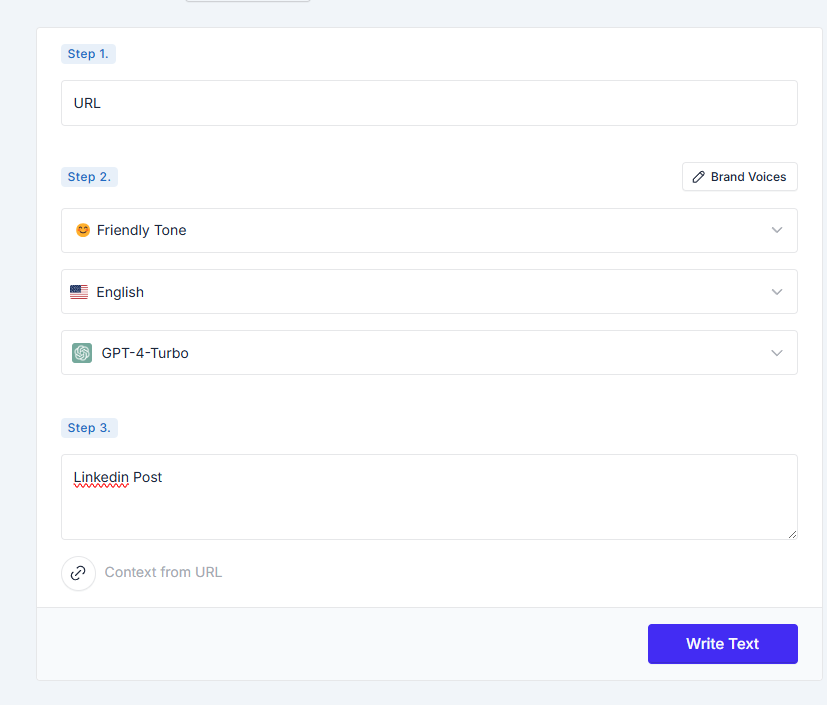 Step 1.
URL
Step 2.
Brand Voices
Friendly Tone
English
GPT-4-Turbo
Step 3.
Linkedin Post
Context from URL
Write Text